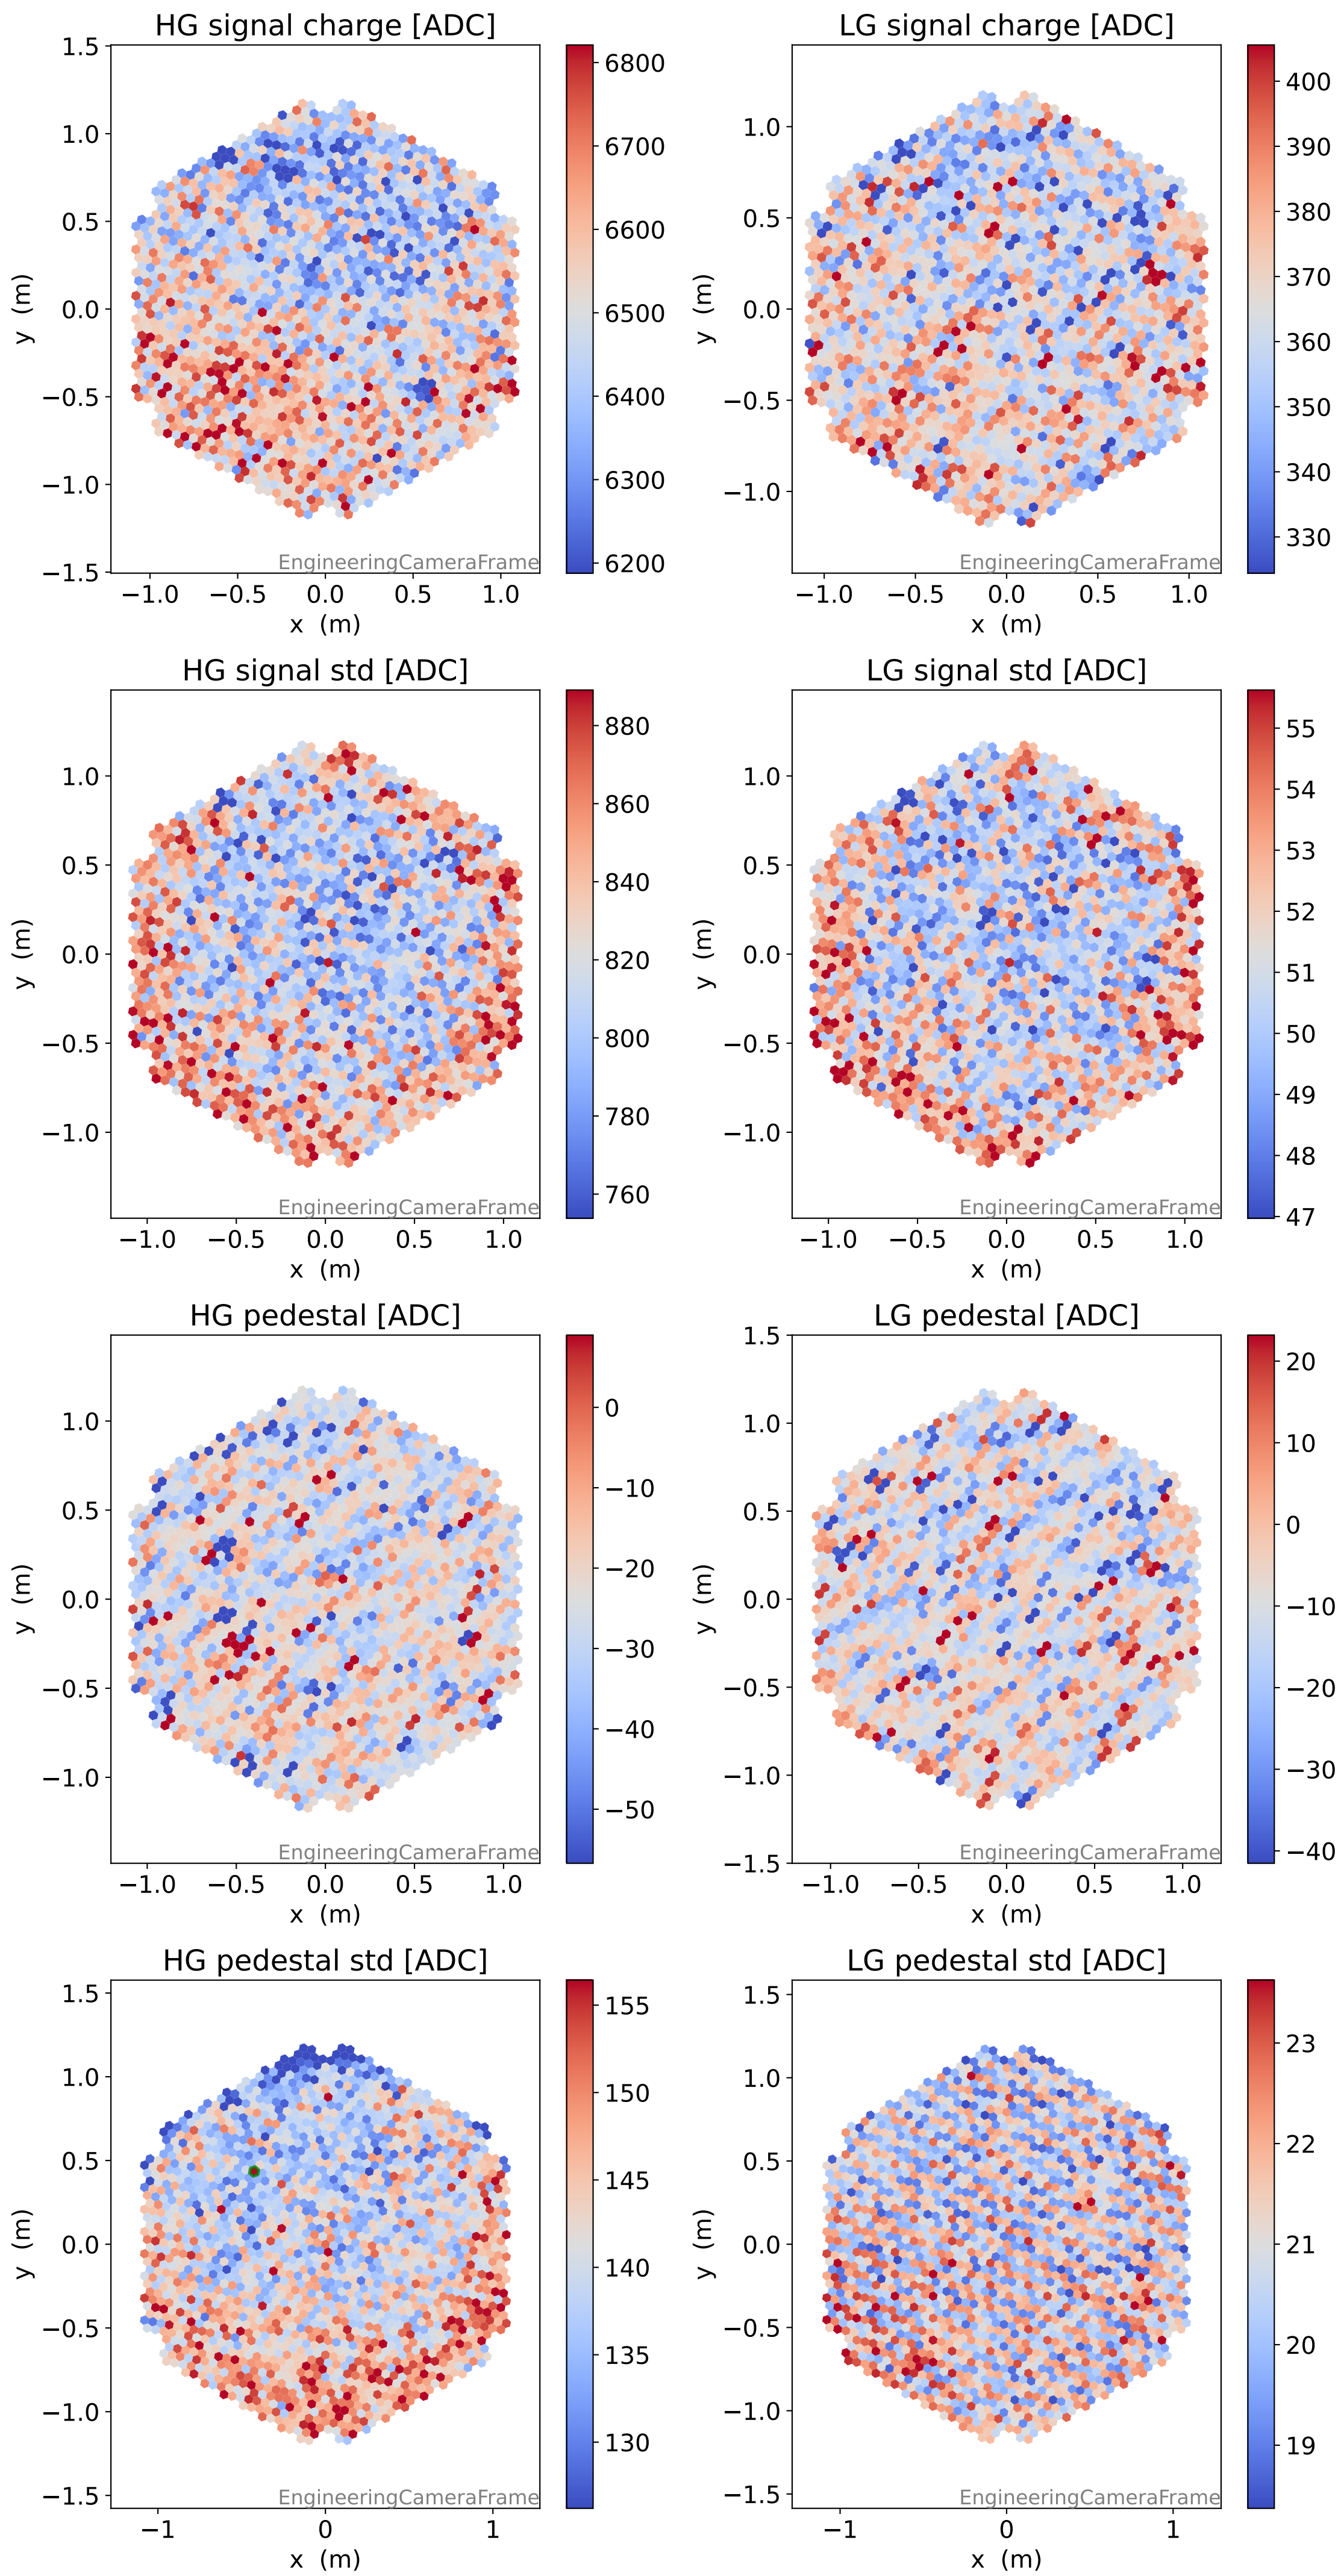 HG signal charge [ADC]
1.5
1.0
0.5
0.0
−0.5
−1.0
−1.5
y (m)
−1.0 −0.5 0.0 0.5 1.0
x (m)
EngineeringCameraFrame
6800
6700
6600
6500
6400
6300
6200
LG signal charge [ADC]
1.0
0.5
0.0
−0.5
−1.0
y (m)
−1.0 −0.5 0.0 0.5 1.0
x (m)
EngineeringCameraFrame
400
390
380
370
360
350
340
330
HG signal std [ADC]
1.0
0.5
0.0
−0.5
−1.0
y (m)
−1.0 −0.5 0.0 0.5 1.0
x (m)
EngineeringCameraFrame
880
860
840
820
800
780
760
LG signal std [ADC]
1.0
0.5
0.0
−0.5
−1.0
y (m)
−1.0 −0.5 0.0 0.5 1.0
x (m)
EngineeringCameraFrame
55
54
53
52
51
50
49
48
47
HG pedestal [ADC]
1.0
0.5
0.0
−0.5
−1.0
y (m)
−1.0 −0.5 0.0 0.5 1.0
x (m)
EngineeringCameraFrame
0
−10
−20
−30
−40
−50
LG pedestal [ADC]
1.5
1.0
0.5
0.0
−0.5
−1.0
−1.5
y (m)
−1.0 −0.5 0.0 0.5 1.0
x (m)
EngineeringCameraFrame
20
10
0
−10
−20
−30
−40
HG pedestal std [ADC]
1.5
1.0
0.5
0.0
−0.5
−1.0
−1.5
y (m)
−1 0 1
x (m)
EngineeringCameraFrame
155
150
145
140
135
130
LG pedestal std [ADC]
1.5
1.0
0.5
0.0
−0.5
−1.0
−1.5
y (m)
−1 0 1
x (m)
EngineeringCameraFrame
23
22
21
20
19